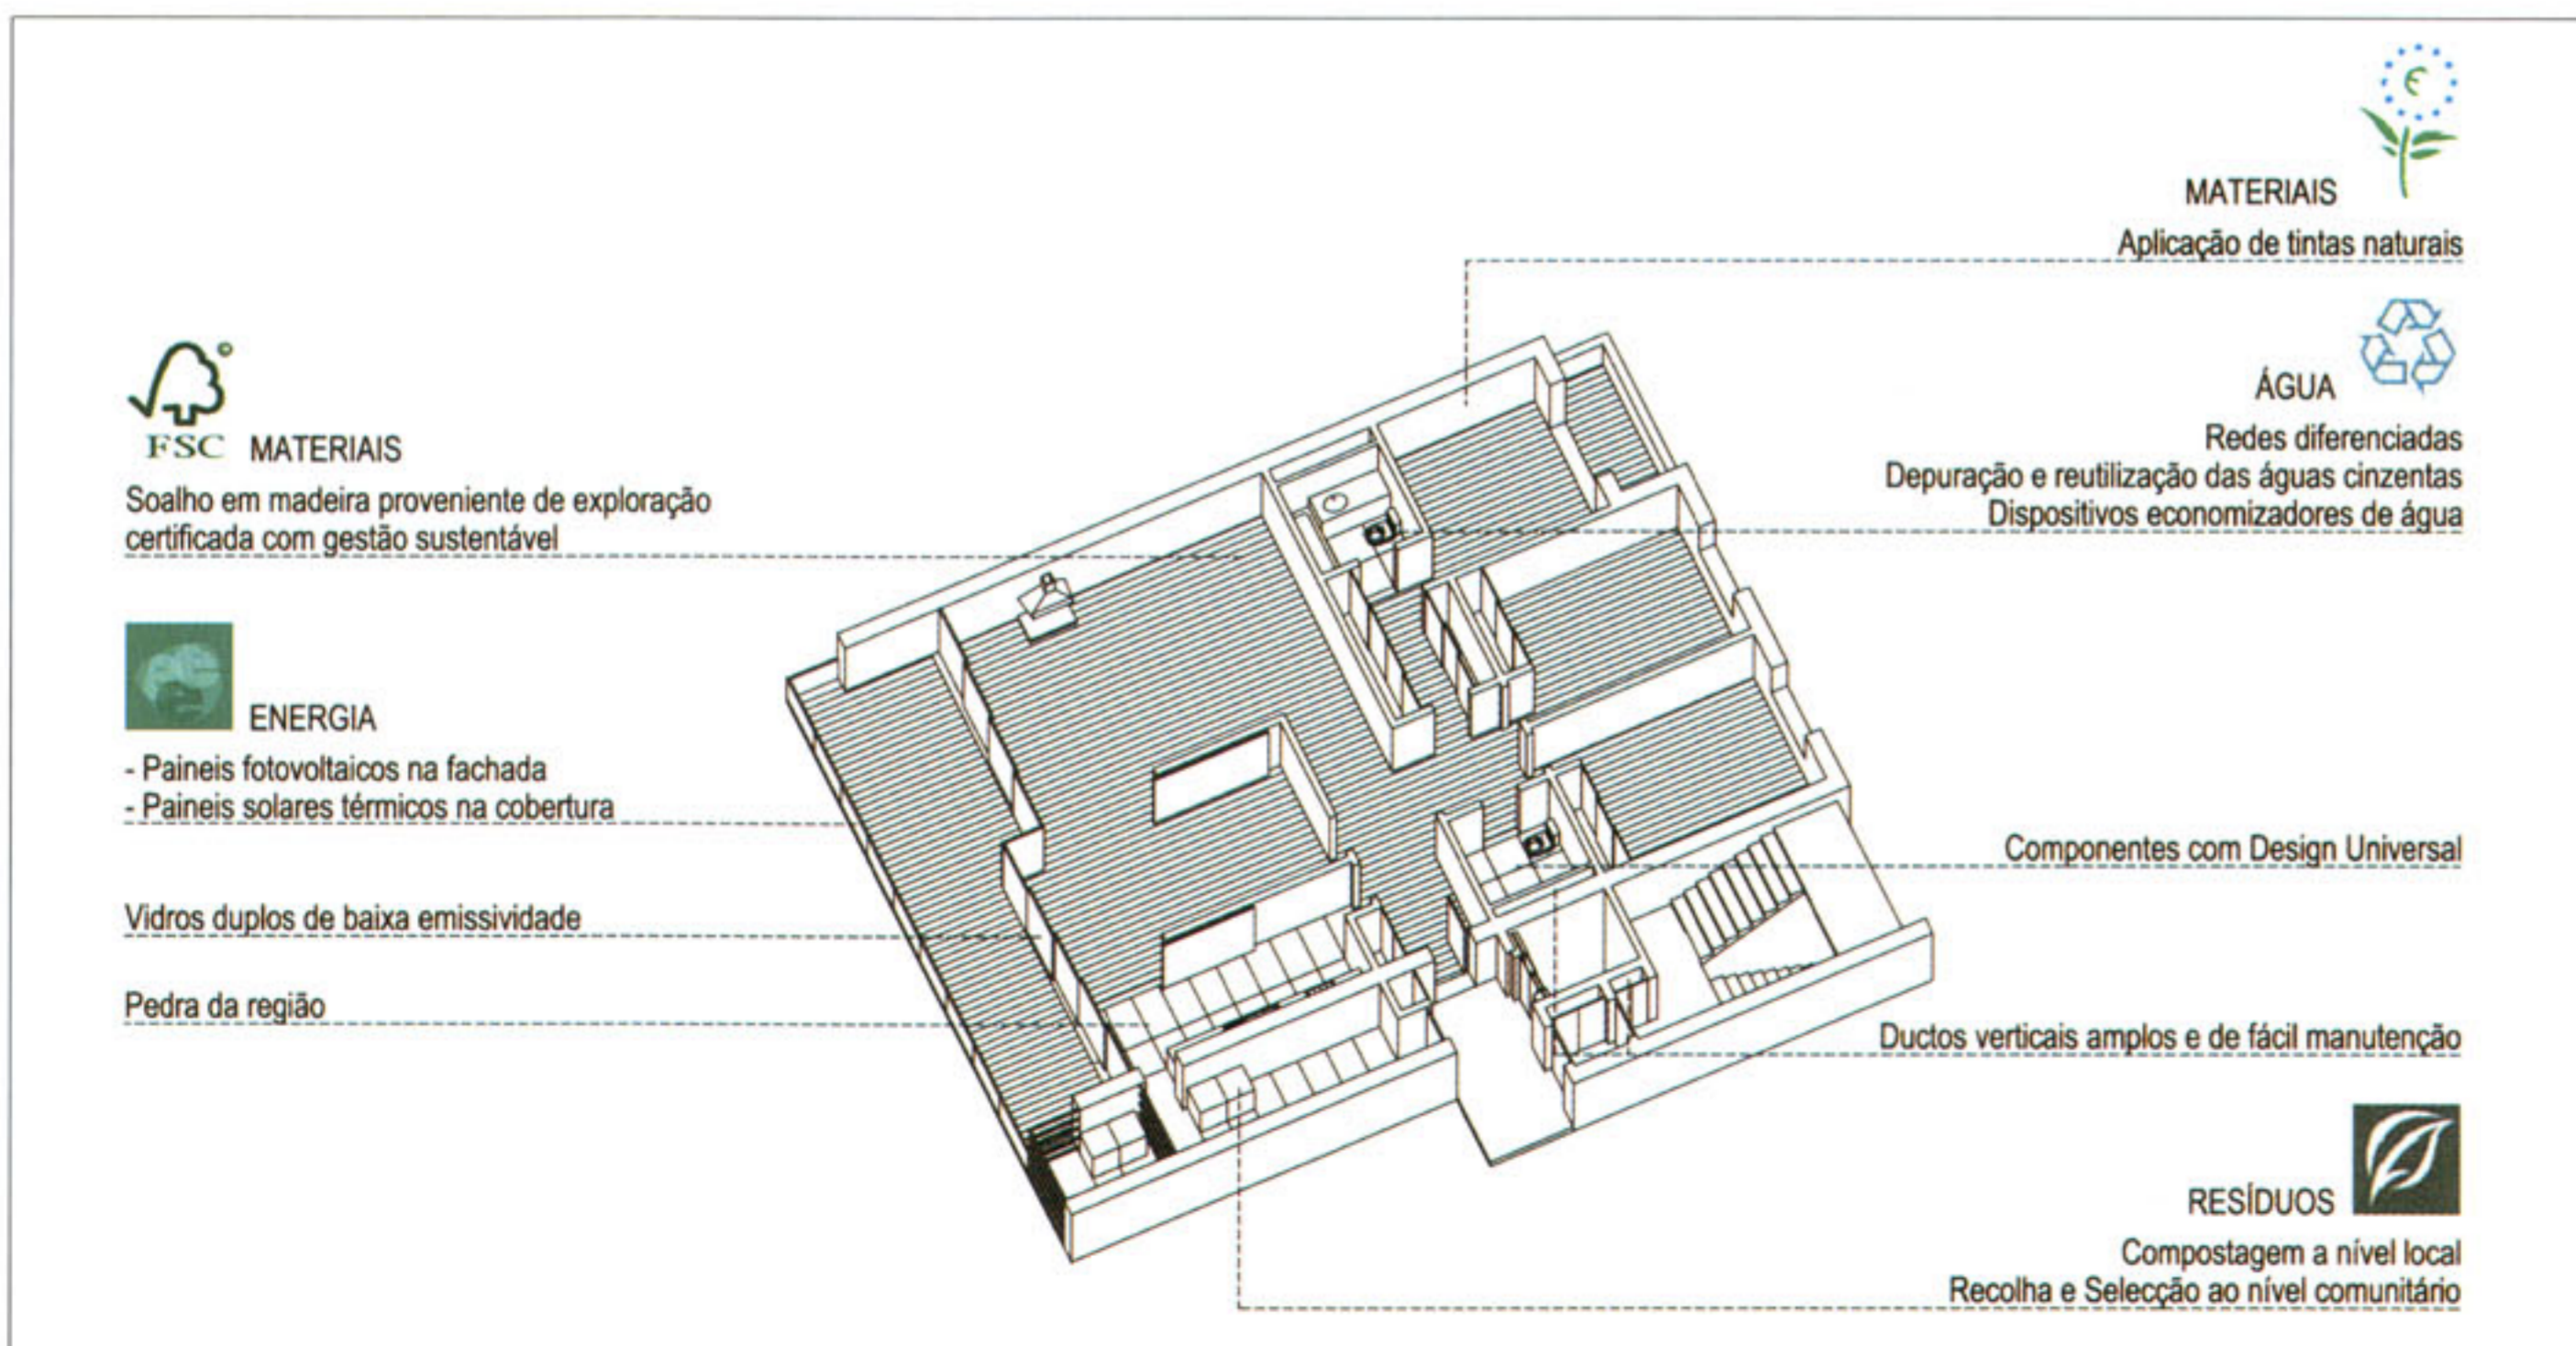 FSC MATERIAIS
Soalho em madeira proveniente de exploração
certificada com gestão sustentável
ENERGIA
- Paineis fotovoltaicos na fachada
- Paineis solares térmicos na cobertura
Vidros duplos de baixa emissividade
Pedra da região
MATERIAIS
Aplicação de tintas naturais
ÁGUA
Redes diferenciadas
Depuração e reutilização das águas cinzentas
Dispositivos economizadores de água
Componentes com Design Universal
Ductos verticais amplos e de fácil manutenção
RESÍDUOS
Compostagem a nível local
Recolha e Selecção ao nível comunitário